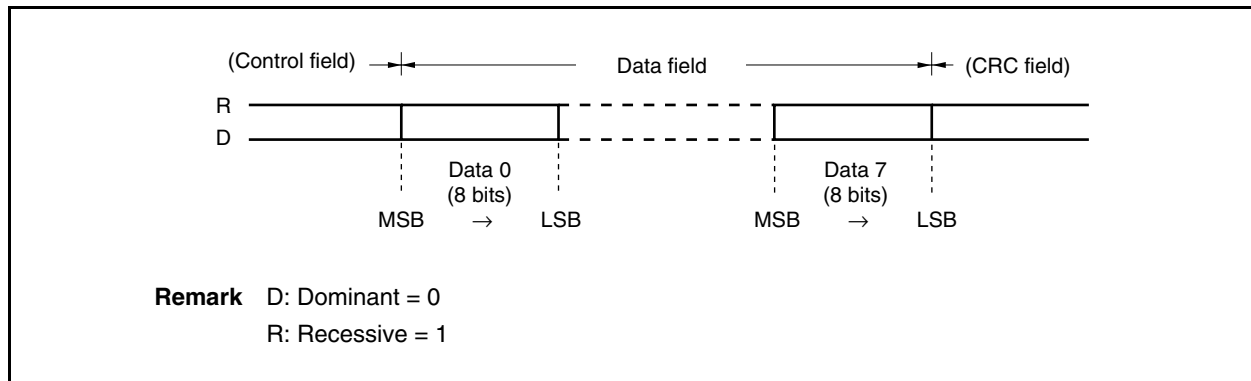 (Control field) Data field (CRC field)
R
D
Data 0 Data 7
(8 bits) (8 bits)
MSB → LSB MSB → LSB
Remark D: Dominant = 0
R: Recessive = 1